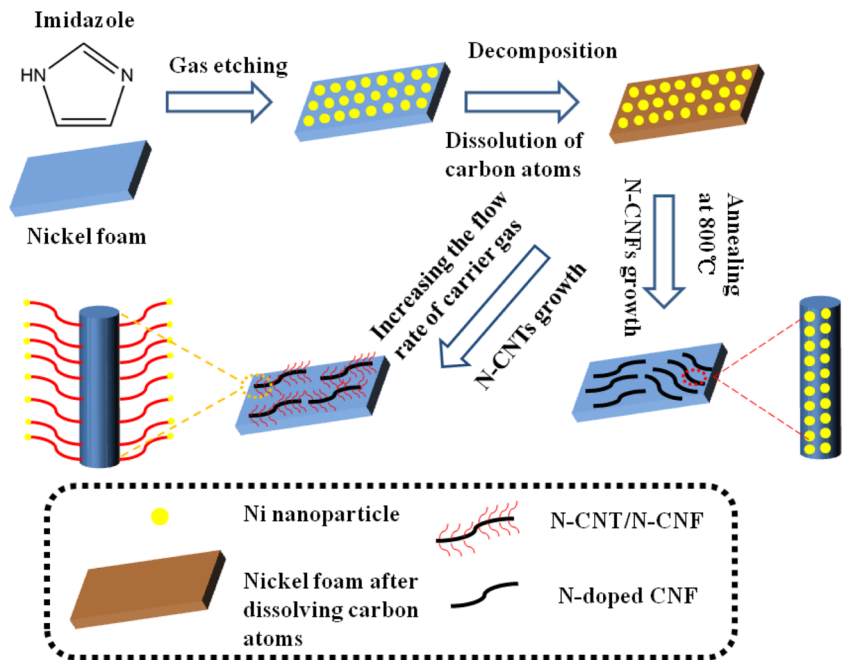 Imidazole
HN
N
Gas etching
Decomposition
Dissolution of
carbon atoms
Nickel foam
Increasing the flow
rate of carrier gas
N-CNTs growth
N-CNFs growth
Annealing
at 800℃
Ni nanoparticle
N-CNT/N-CNF
Nickel foam after
dissolving carbon
atoms
N-doped CNF